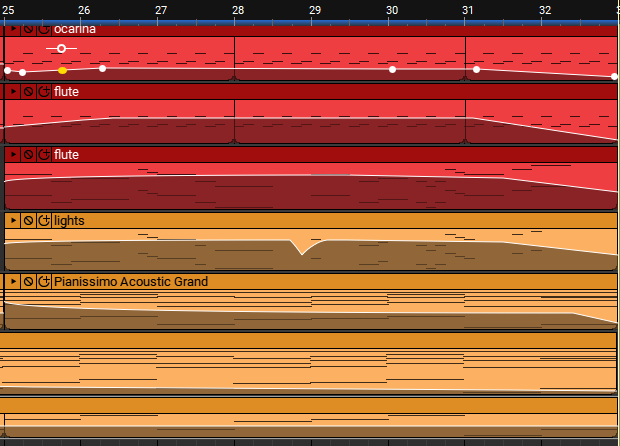 25 26 27 28 29 30 31 32
ocarina
flute
flute
lights
Pianissimo Acoustic Grand